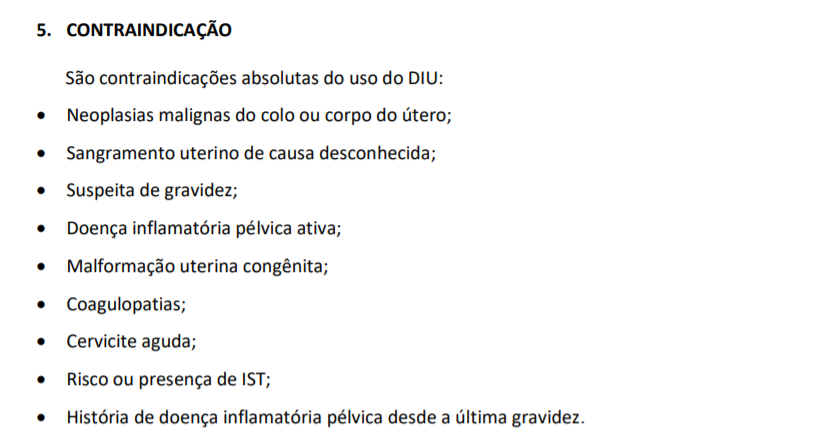 5. CONTRAINDICAÇÃO
São contraindicações absolutas do uso do DIU:
• Neoplasias malignas do colo ou corpo do útero;
• Sangramento uterino de causa desconhecida;
• Suspeita de gravidez;
• Doença inflamatória pélvica ativa;
• Malformação uterina congênita;
• Coagulopatias;
• Cervicite aguda;
• Risco ou presença de IST;
• História de doença inflamatória pélvica desde a última gravidez.